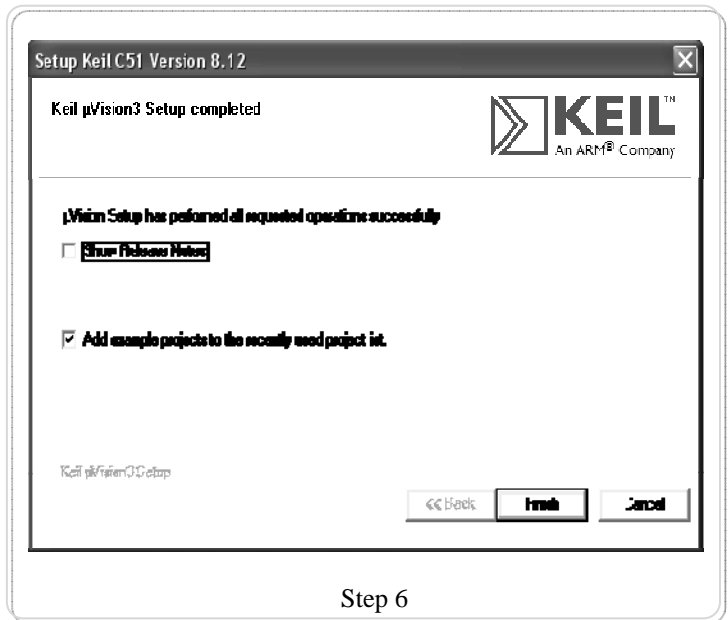 Setup Keil C51 Version 8.12
Keil µVision3 Setup completed
KEIL™
An ARM® Company
µVision Setup has performed all requested operations successfully
Show Release Notes
Add example projects to the recently used project list.
Keil µVision3 Setup
<< Back
Finish
Cancel
Step 6